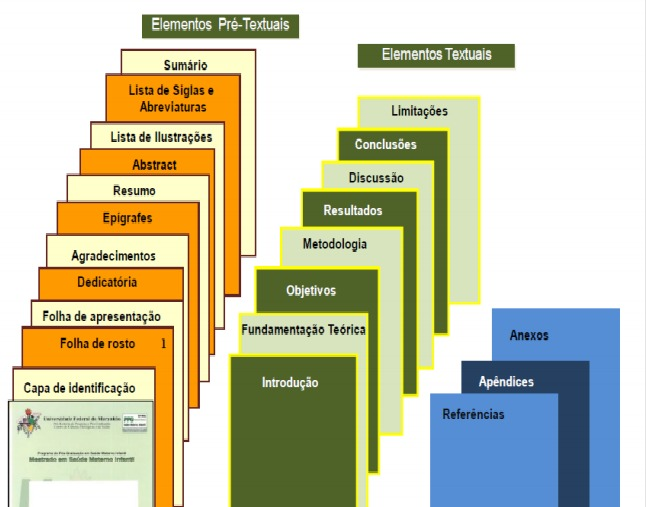 Elementos Pré-Textuais
Sumário
Lista de Siglas e
Abreviaturas
Lista de Ilustrações
Abstract
Resumo
Epígrafes
Agradecimentos
Dedicatória
Folha de apresentação
Folha de rosto 1
Capa de identificação
Universidade Federal do Maranhão
Mestrado em Saúde Materno Infantil
Elementos Textuais
Limitações
Conclusões
Discussão
Resultados
Metodologia
Objetivos
Fundamentação Teórica
Introdução
Anexos
Apêndices
Referências